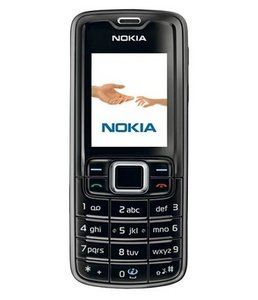 NOKIA
NOKIA
1 2 abc 3 def
4 ghi 5 jkl 6 mno
7 pqrs 8 tuv 9 wxyz
* + 0 #